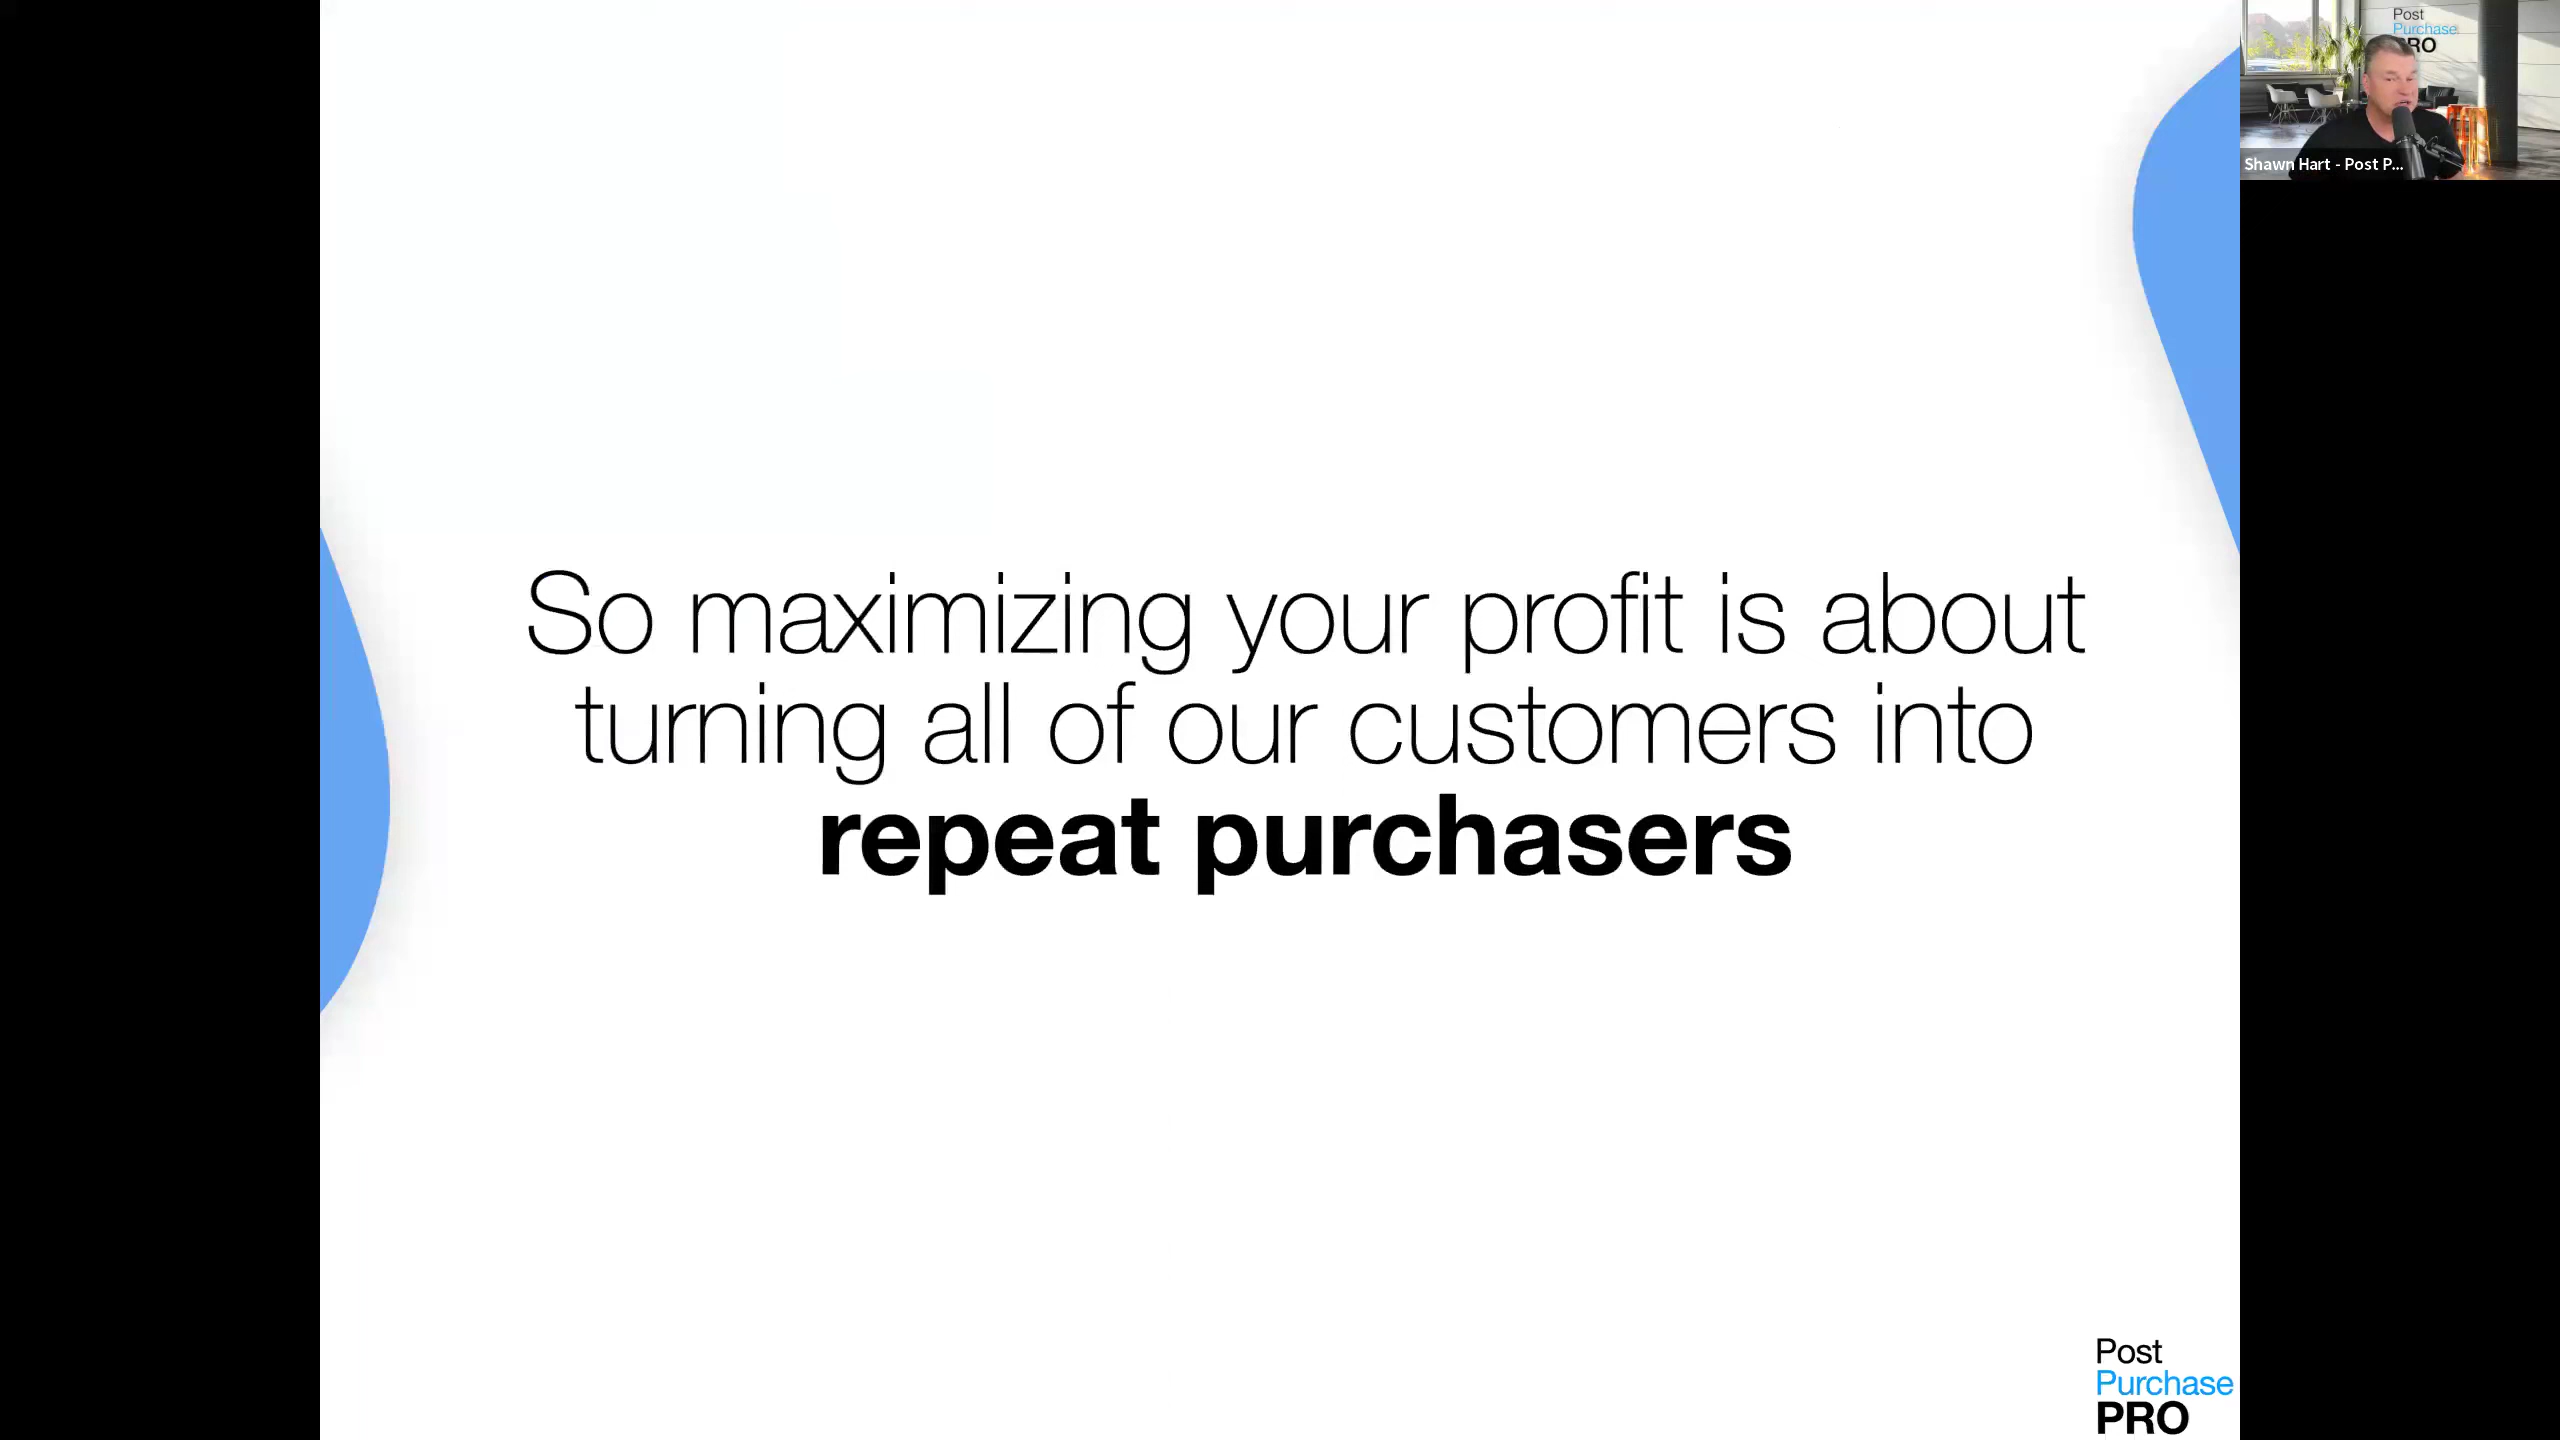 So maximizing your profit is about
turning all of our customers into
repeat purchasers
Post
Purchase
PRO
Shawn Hart - Post P...
Post
Purchase
PRO